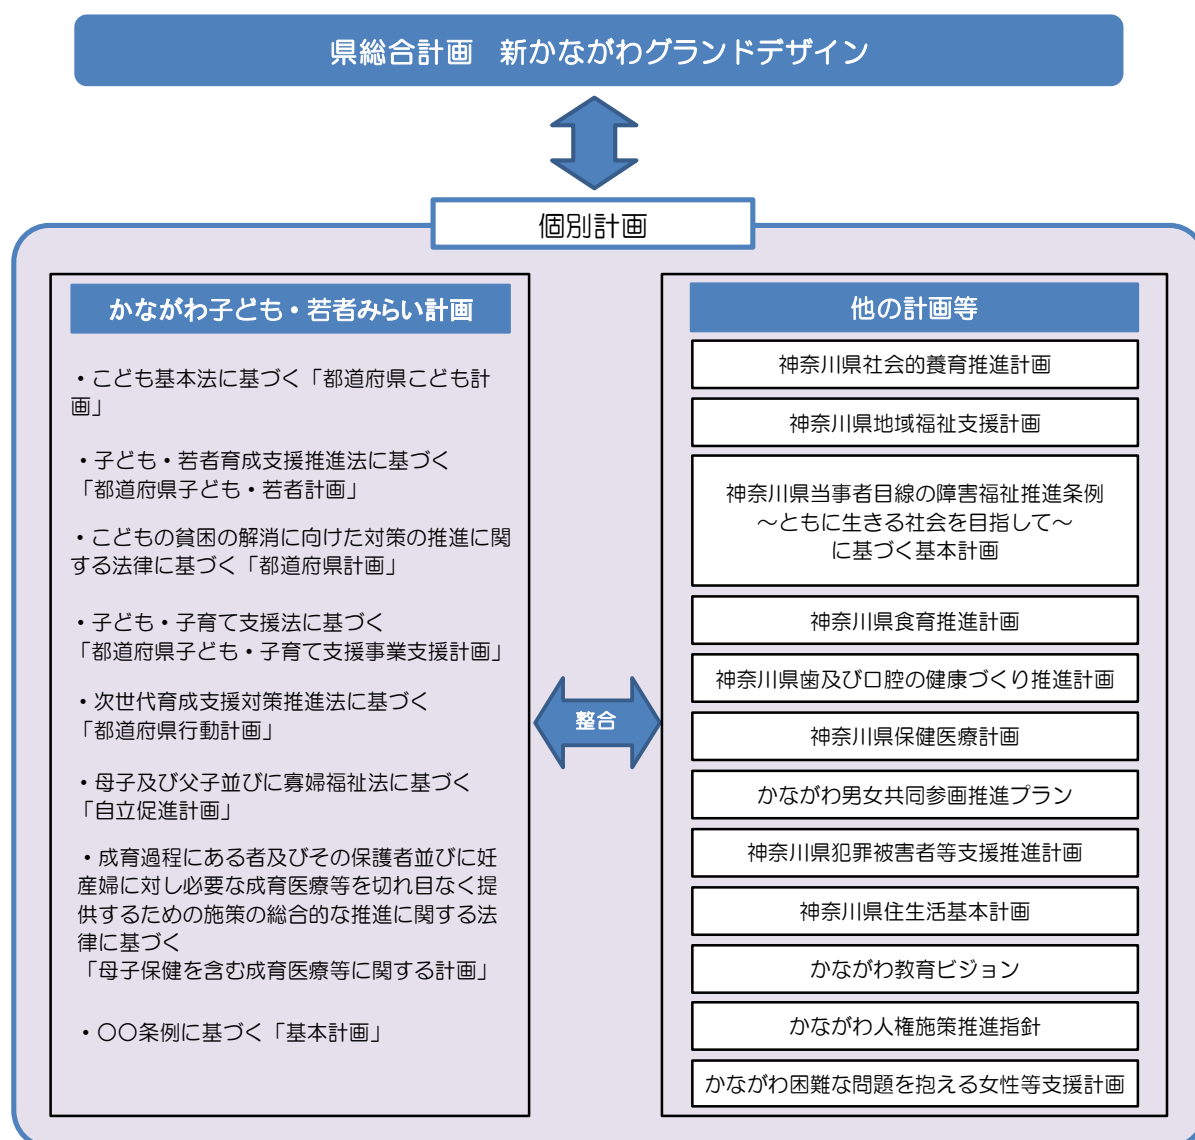 県総合計画　新かながわグランドデザイン
個別計画
かながわ子ども・若者みらい計画
・こども基本法に基づく「都道府県こども計
画」
・子ども・若者育成支援推進法に基づく
「都道府県子ども・若者計画」
・こどもの貧困の解消に向けた対策の推進に関
する法律に基づく「都道府県計画」
・子ども・子育て支援法に基づく
「都道府県子ども・子育て支援事業支援計画」
・次世代育成支援対策推進法に基づく
「都道府県行動計画」
・母子及び父子並びに寡婦福祉法に基づく
「自立促進計画」
・成育過程にある者及びその保護者並びに妊
産婦に対し必要な成育医療等を切れ目なく提
供するための施策の総合的な推進に関する法
律に基づく
「母子保健を含む成育医療等に関する計画」
・〇〇条例に基づく「基本計画」
整合
他の計画等
神奈川県社会的養育推進計画
神奈川県地域福祉支援計画
神奈川県当事者目線の障害福祉推進条例
～ともに生きる社会を目指して～
に基づく基本計画
神奈川県食育推進計画
神奈川県歯及び口腔の健康づくり推進計画
神奈川県保健医療計画
かながわ男女共同参画推進プラン
神奈川県犯罪被害者等支援推進計画
神奈川県住生活基本計画
かながわ教育ビジョン
かながわ人権施策推進指針
かながわ困難な問題を抱える女性等支援計画